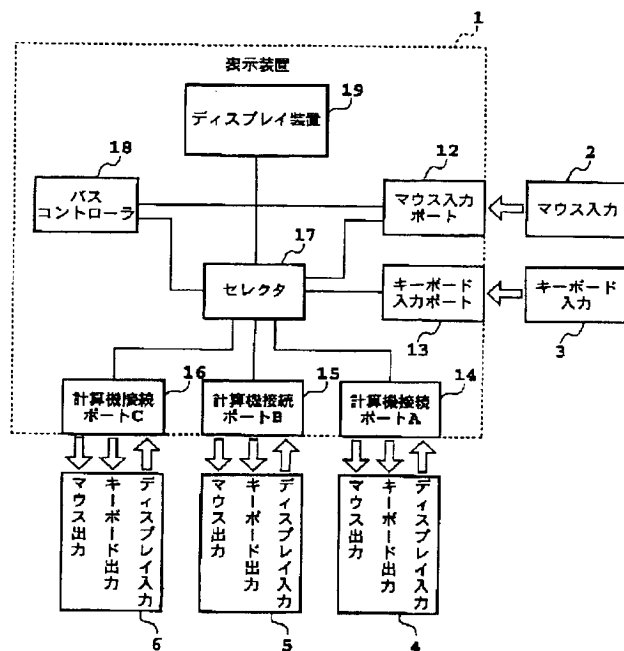 1
表示装置
19
ディスプレイ装置
18
バス
コントローラ
12
マウス入力
ポート
2
マウス入力
17
セレクタ
キーボード
入力ポート
13
キーボード
入力
3
16
計算機接続
ポートC
15
計算機接続
ポートB
14
計算機接続
ポートA
マウス出力
キーボード出力
ディスプレイ入力
6
マウス出力
キーボード出力
ディスプレイ入力
5
マウス出力
キーボード出力
ディスプレイ入力
4